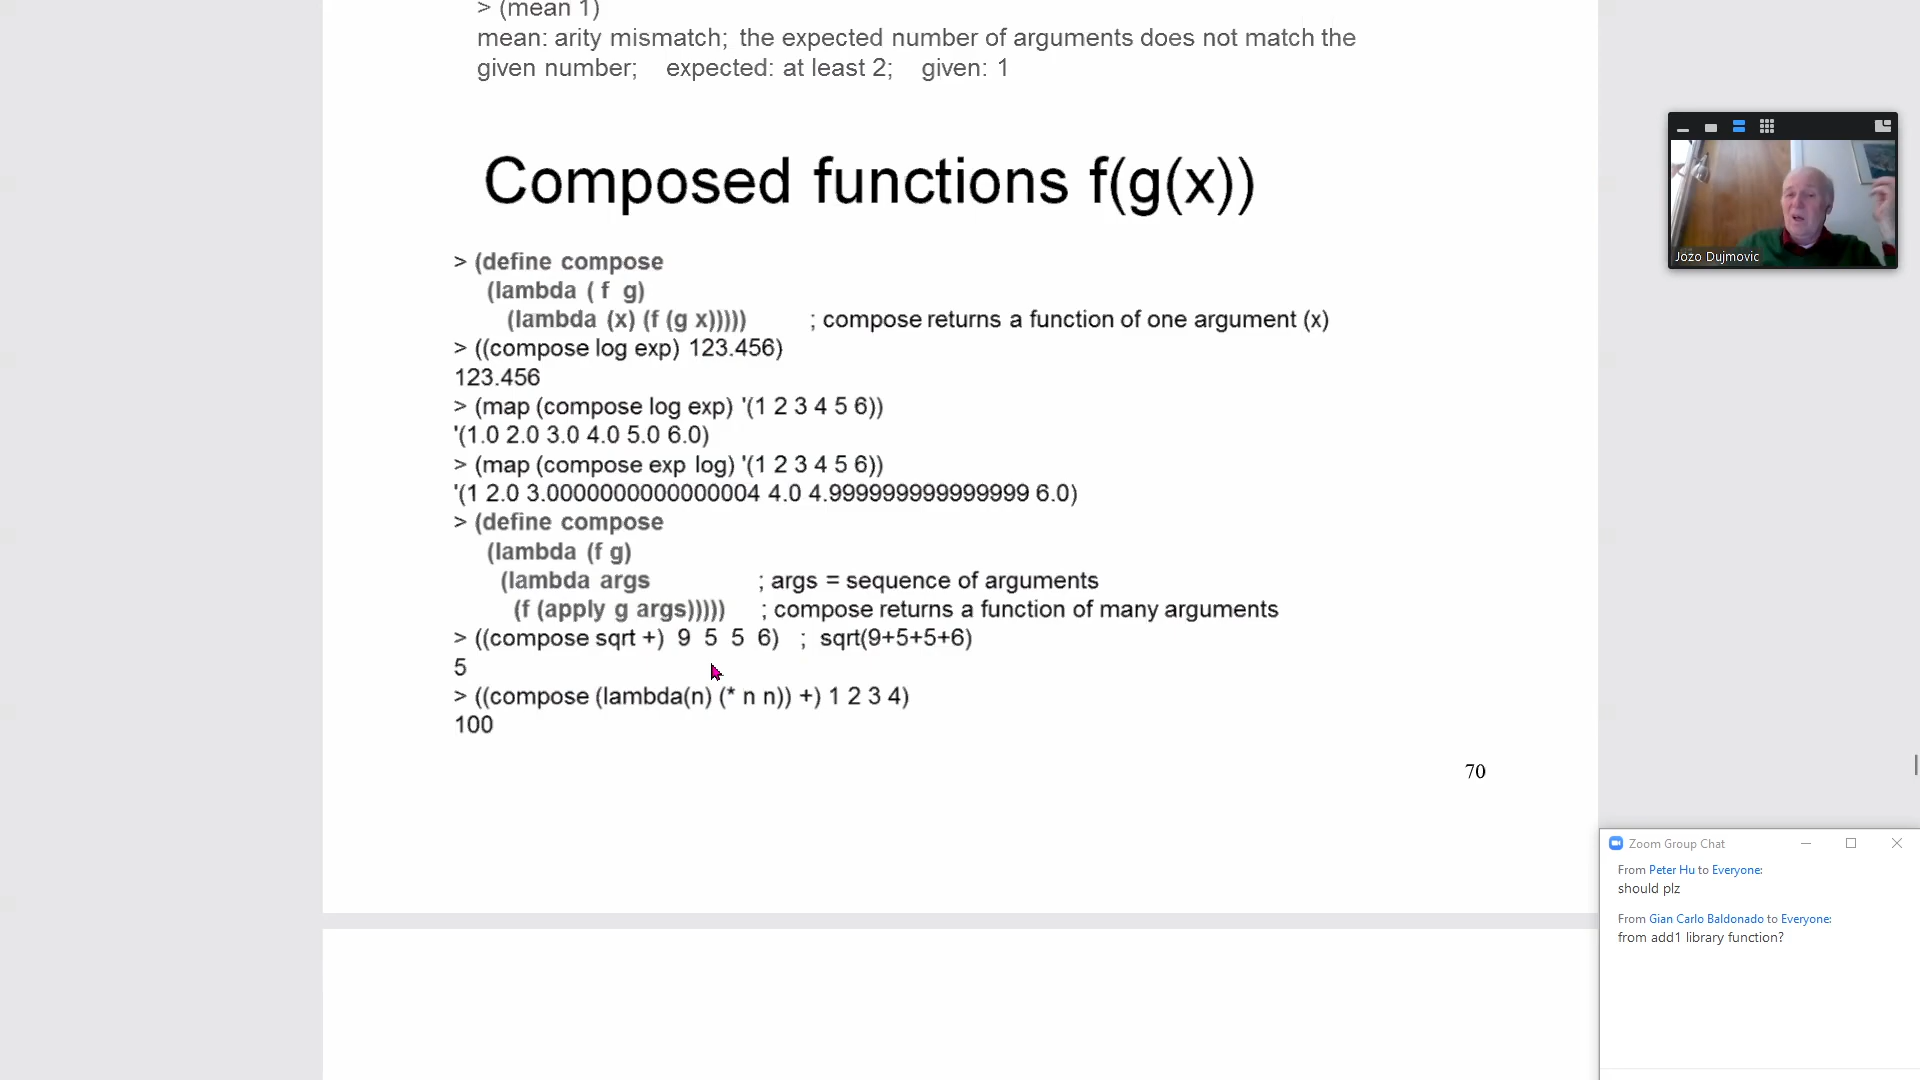 > (mean 1)
mean: arity mismatch; the expected number of arguments does not match the
given number; expected: at least 2; given: 1
Composed functions f(g(x))
> (define compose
(lambda ( f g)
(lambda (x) (f (g x))))) ; compose returns a function of one argument (x)
> ((compose log exp) 123.456)
123.456
> (map (compose log exp) '(1 2 3 4 5 6))
'(1.0 2.0 3.0 4.0 5.0 6.0)
> (map (compose exp log) '(1 2 3 4 5 6))
'(1 2.0 3.0000000000000004 4.0 4.999999999999999 6.0)
> (define compose
(lambda (f g)
(lambda args ; args = sequence of arguments
(f (apply g args))))) ; compose returns a function of many arguments
> ((compose sqrt +) 9 5 5 6) ; sqrt(9+5+5+6)
5
> ((compose (lambda(n) (* n n)) +) 1 2 3 4)
100
70
Jozo Dujmovic
Zoom Group Chat
From Peter Hu to Everyone:
should plz
From Gian Carlo Baldonado to Everyone:
from add1 library function?